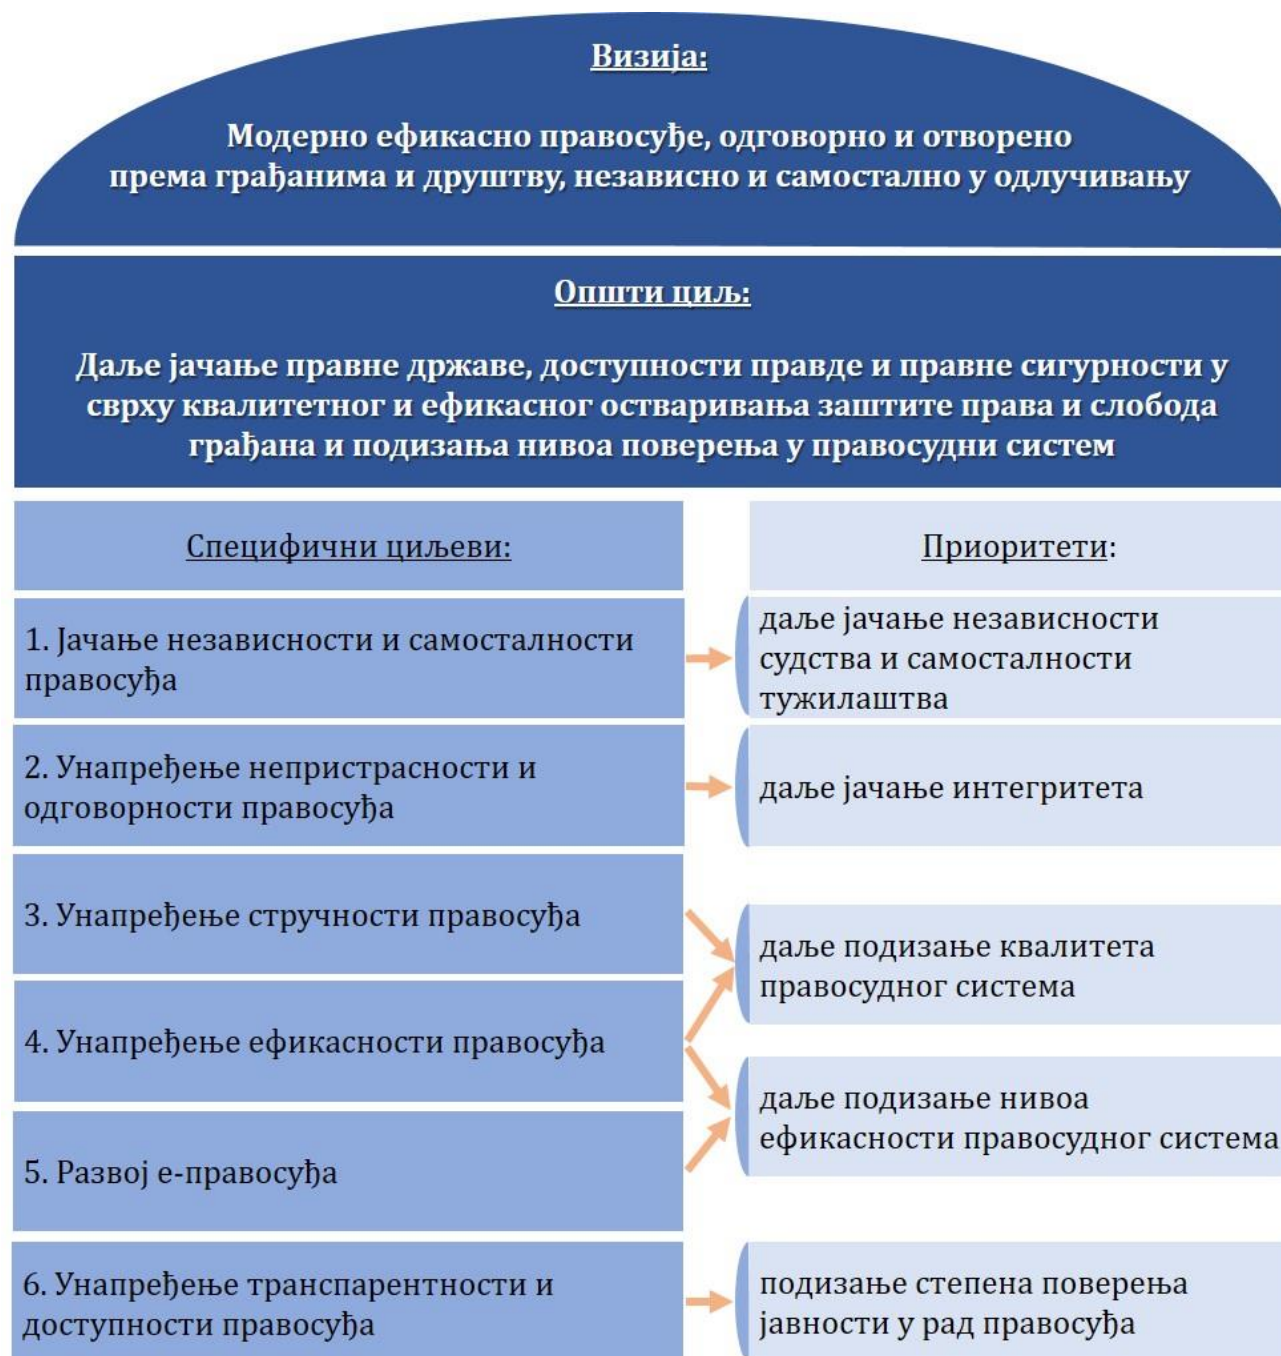 Визија:
Модерно ефикасно правосуђе, одговорно и отворено
према грађанима и друштву, независно и самостално у одлучивању
Општи циљ:
Даље јачање правне државе, доступности правде и правне сигурности у
сврху квалитетног и ефикасног остваривања заштите права и слобода
грађана и подизања нивоа поверења у правосудни систем
Специфични циљеви:
Приоритети:
1. Јачање независности и самосталности
правосуђа
даље јачање независности
судства и самосталности
тужилаштва
2. Унапређење непристрасности и
одговорности правосуђа
даље јачање интегритета
3. Унапређење стручности правосуђа
даље подизање квалитета
правосудног система
4. Унапређење ефикасности правосуђа
даље подизање нивоа
ефикасности правосудног система
5. Развој е-правосуђа
6. Унапређење транспарентности и
доступности правосуђа
подизање степена поверења
јавности у рад правосуђа